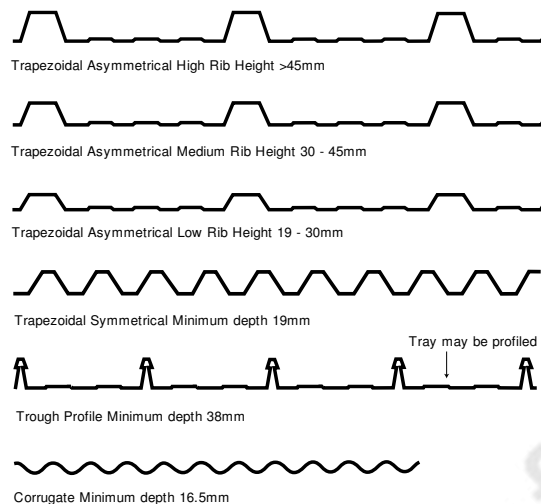 Trapezoidal Asymmetrical High Rib Height >45mm
Trapezoidal Asymmetrical Medium Rib Height 30 - 45mm
Trapezoidal Asymmetrical Low Rib Height 19 - 30mm
Trapezoidal Symmetrical Minimum depth 19mm
Tray may be profiled
Trough Profile Minimum depth 38mm
Corrugate Minimum depth 16.5mm